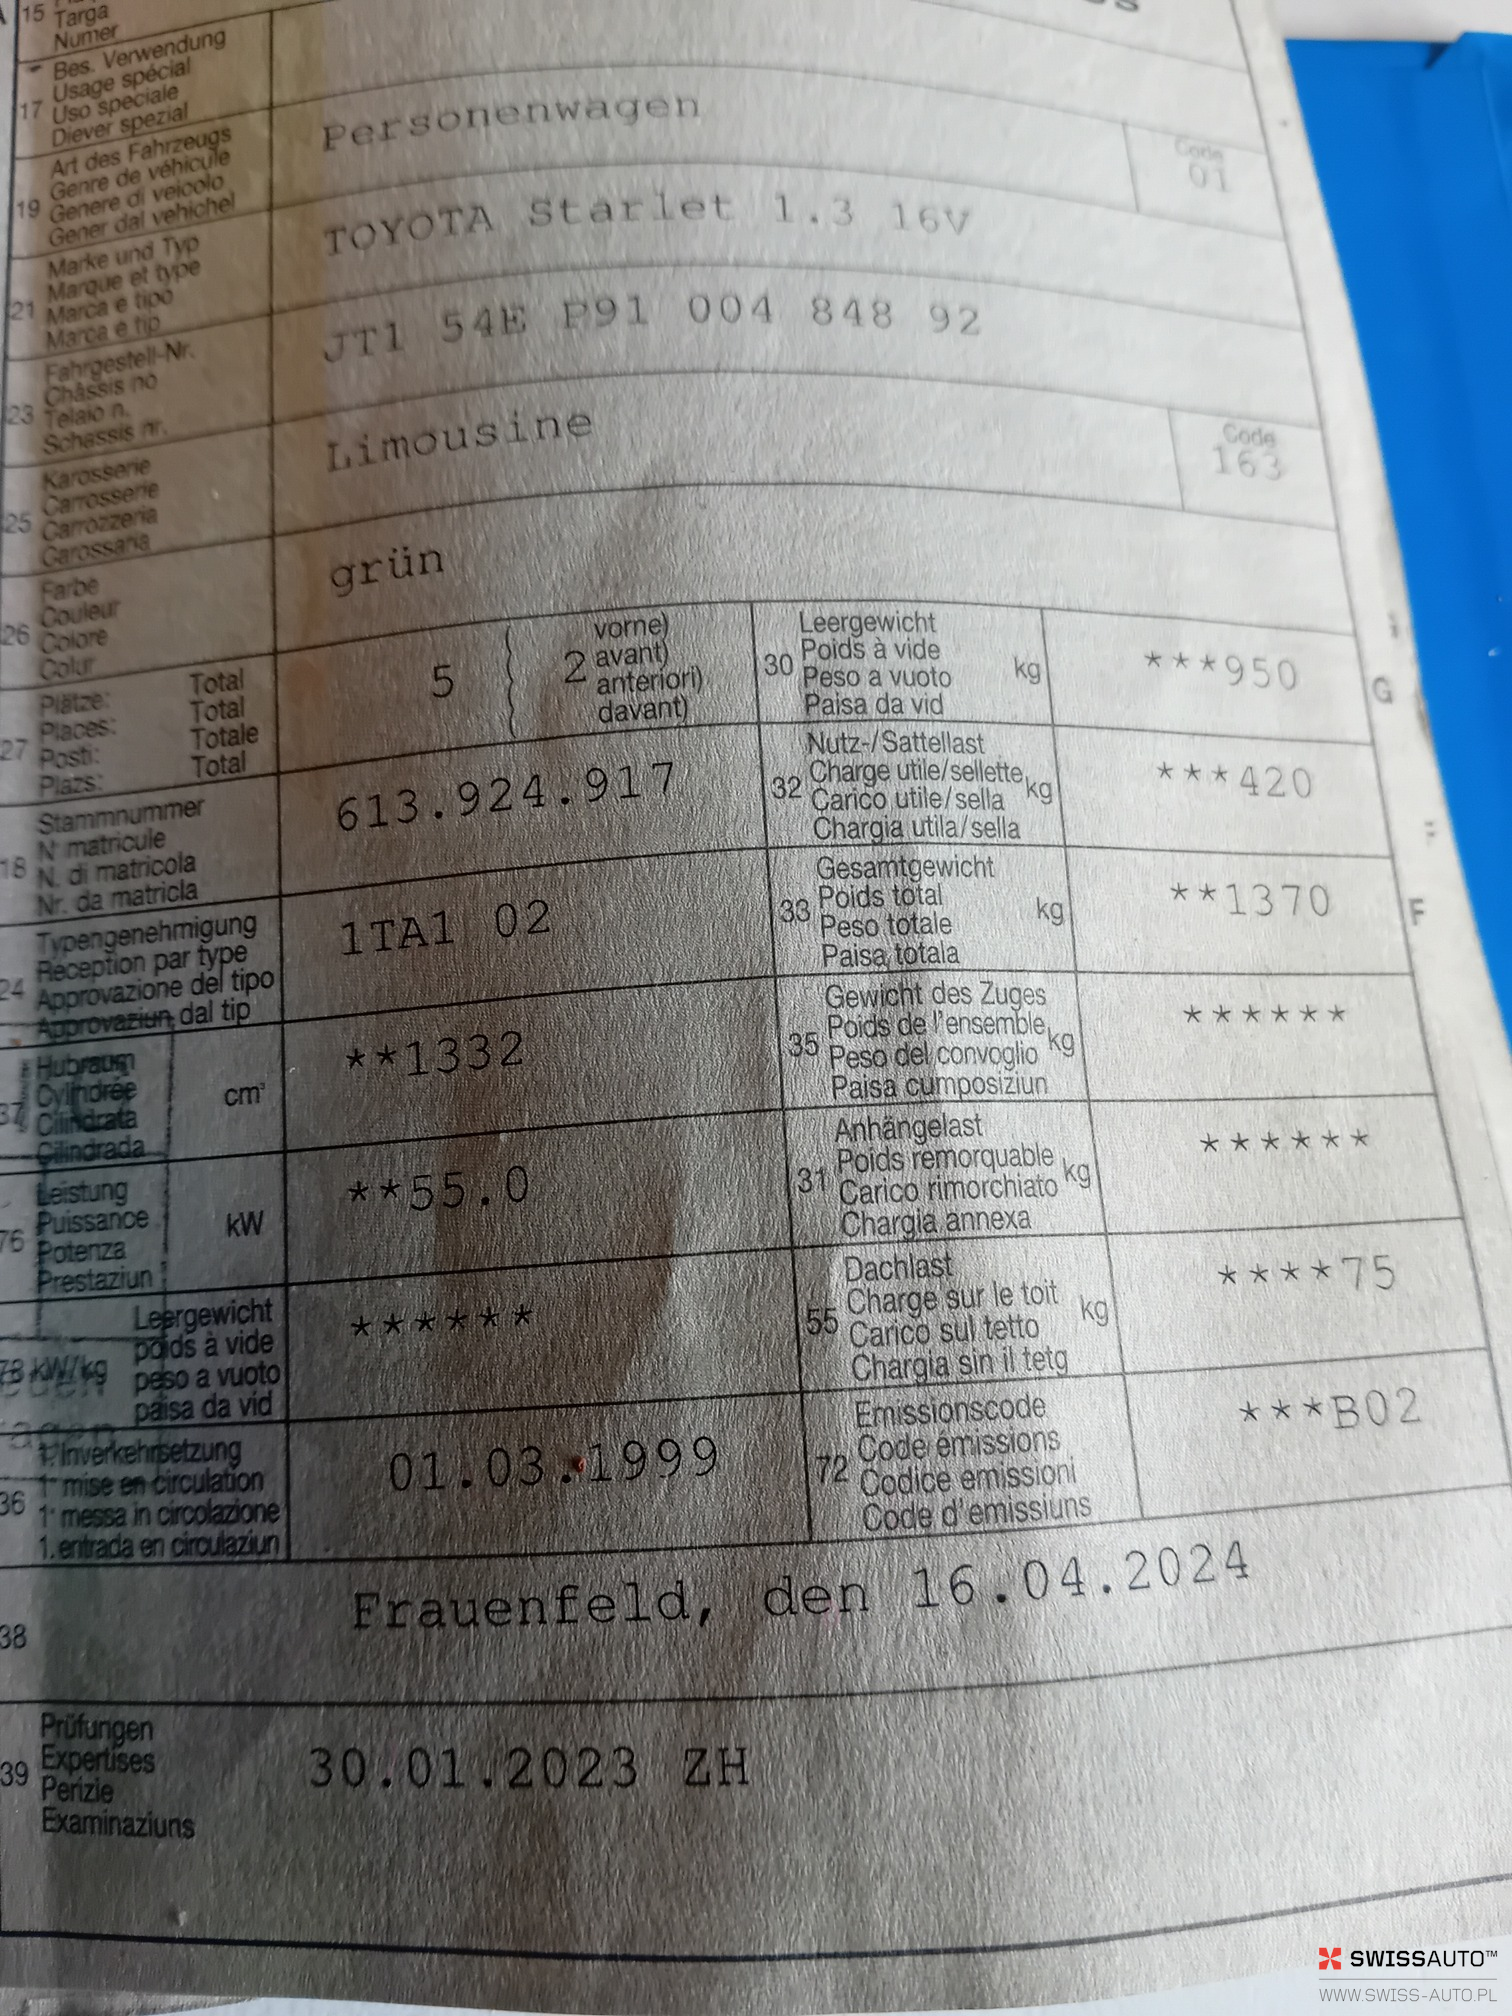 15 Targa
Numer
Bes. Verwendung
Usage spécial
17 Uso speciale
Diever spezial
Art des Fahrzeugs
Genre de véhicule
19 Genere di veicolo
Gener dal vehichel
Personenwagen
Code
01
Marke und Typ
Marque et type
21 Marca e tipo
Marca e tip
TOYOTA Starlet 1.3 16V
Fahrgestell-Nr.
Châssis no
23 Telaio n.
Schassis nr.
JT1 54E P91 004 848 92
Karosserie
Carrosserie
25 Carrozzeria
Carossaria
Limousine
Code
163
Farbe
Couleur
26 Colore
Colur
grün
Plätze: Total
Places: Total
27 Posti: Totale
Plazs: Total
5 2 vorne)
avant)
anteriori)
davant)
Leergewicht
30 Poids à vide kg
Peso a vuoto
Paisa da vid
***950
G
Stammnummer
N° matricule
18 N. di matricola
Nr. da matricla
613.924.917
Nutz-/Sattellast
32 Charge utile/sellette kg
Carico utile/sella
Chargia utila/sella
***420
Typengenehmigung
Réception par type
24 Approvazione del tipo
Approvaziun dal tip
1TA1 02
Gesamtgewicht
33 Poids total kg
Peso totale
Paisa totala
**1370
F
Hubraum
37 Cylindrée cm³
Cilindrata
Cilindrada
**1332
Gewicht des Zuges
35 Poids de l'ensemble kg
Peso del convoglio
Paisa cumposiziun
******
Leistung
76 Puissance kW
Potenza
Prestaziun
**55.0
Anhängelast
31 Poids remorquable kg
Carico rimorchiato
Chargia annexa
******
Leergewicht
poids à vide
78 kW/kg peso a vuoto
paisa da vid
******
Dachlast
55 Charge sur le toit kg
Carico sul tetto
Chargia sin il tetg
****75
1. Inverkehrsetzung
1ʳᵉ mise en circulation
36 1ᵃ messa in circolazione
1. entrada en circulaziun
01.03.1999
Emissionscode
72 Code émissions
Codice emissioni
Code d'emissiuns
***B02
38
Frauenfeld, den 16.04.2024
Prüfungen
39 Expertises
Perizie
Examinaziuns
30.01.2023 ZH
SWISSAUTO™
WWW.SWISS-AUTO.PL